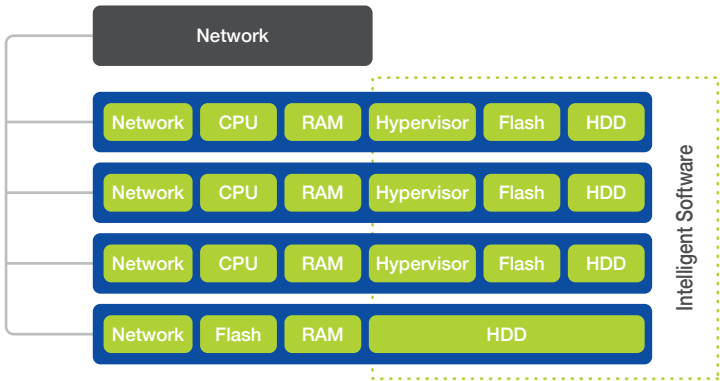 Network
Network CPU RAM Hypervisor Flash HDD
Network CPU RAM Hypervisor Flash HDD
Network CPU RAM Hypervisor Flash HDD
Network Flash RAM HDD
Intelligent Software